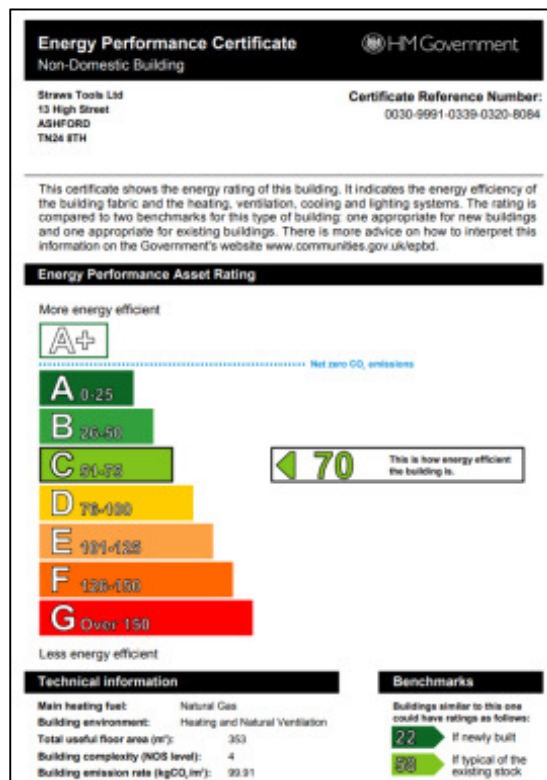 Energy Performance Certificate
HM Government
Non-Domestic Building
Straws Tools Ltd
13 High Street
ASHFORD
TN24 8TH
Certificate Reference Number:
0030-9991-0339-0320-8084
This certificate shows the energy rating of this building. It indicates the energy efficiency of
the building fabric and the heating, ventilation, cooling and lighting systems. The rating is
compared to two benchmarks for this type of building: one appropriate for new buildings
and one appropriate for existing buildings. There is more advice on how to interpret this
information on the Government's website www.communities.gov.uk/epbd.
Energy Performance Asset Rating
More energy efficient
A+
Net zero CO₂ emissions
A 0-25
B 26-50
C 51-75
70 This is how energy efficient
the building is.
D 76-100
E 101-125
F 126-150
G Over 150
Less energy efficient
Technical information
Main heating fuel: Natural Gas
Building environment: Heating and Natural Ventilation
Total useful floor area (m²): 353
Building complexity (NOS level): 4
Building emission rate (kgCO₂/m²): 99.91
Benchmarks
Buildings similar to this one
could have ratings as follows:
22 If newly built
58 If typical of the
existing stock